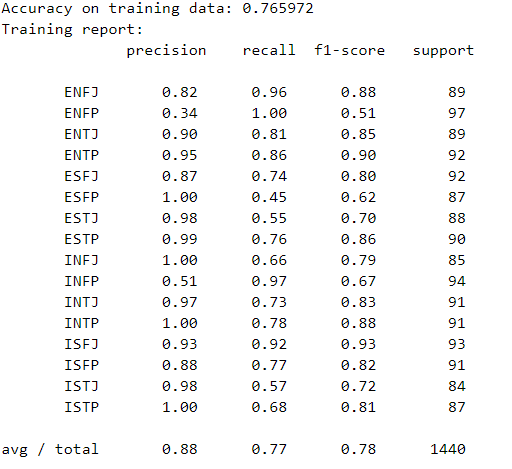 Accuracy on training data: 0.765972
Training report:
precision recall f1-score support
ENFJ 0.82 0.96 0.88 89
ENFP 0.34 1.00 0.51 97
ENTJ 0.90 0.81 0.85 89
ENTP 0.95 0.86 0.90 92
ESFJ 0.87 0.74 0.80 92
ESFP 1.00 0.45 0.62 87
ESTJ 0.98 0.55 0.70 88
ESTP 0.99 0.76 0.86 90
INFJ 1.00 0.66 0.79 85
INFP 0.51 0.97 0.67 94
INTJ 0.97 0.73 0.83 91
INTP 1.00 0.78 0.88 91
ISFJ 0.93 0.92 0.93 93
ISFP 0.88 0.77 0.82 91
ISTJ 0.98 0.57 0.72 84
ISTP 1.00 0.68 0.81 87
avg / total 0.88 0.77 0.78 1440